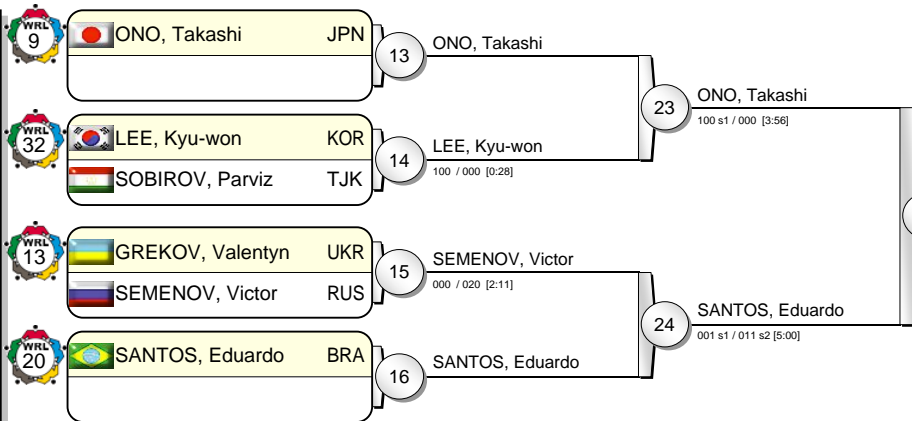 WRL
9
ONO, Takashi JPN
WRL
32
LEE, Kyu-won KOR
SOBIROV, Parviz TJK
WRL
13
GREKOV, Valentyn UKR
SEMENOV, Victor RUS
WRL
20
SANTOS, Eduardo BRA
13
ONO, Takashi
14
LEE, Kyu-won
100 / 000 [0:28]
15
SEMENOV, Victor
000 / 020 [2:11]
16
SANTOS, Eduardo
23
ONO, Takashi
100 s1 / 000 [3:56]
24
SANTOS, Eduardo
001 s1 / 011 s2 [5:00]